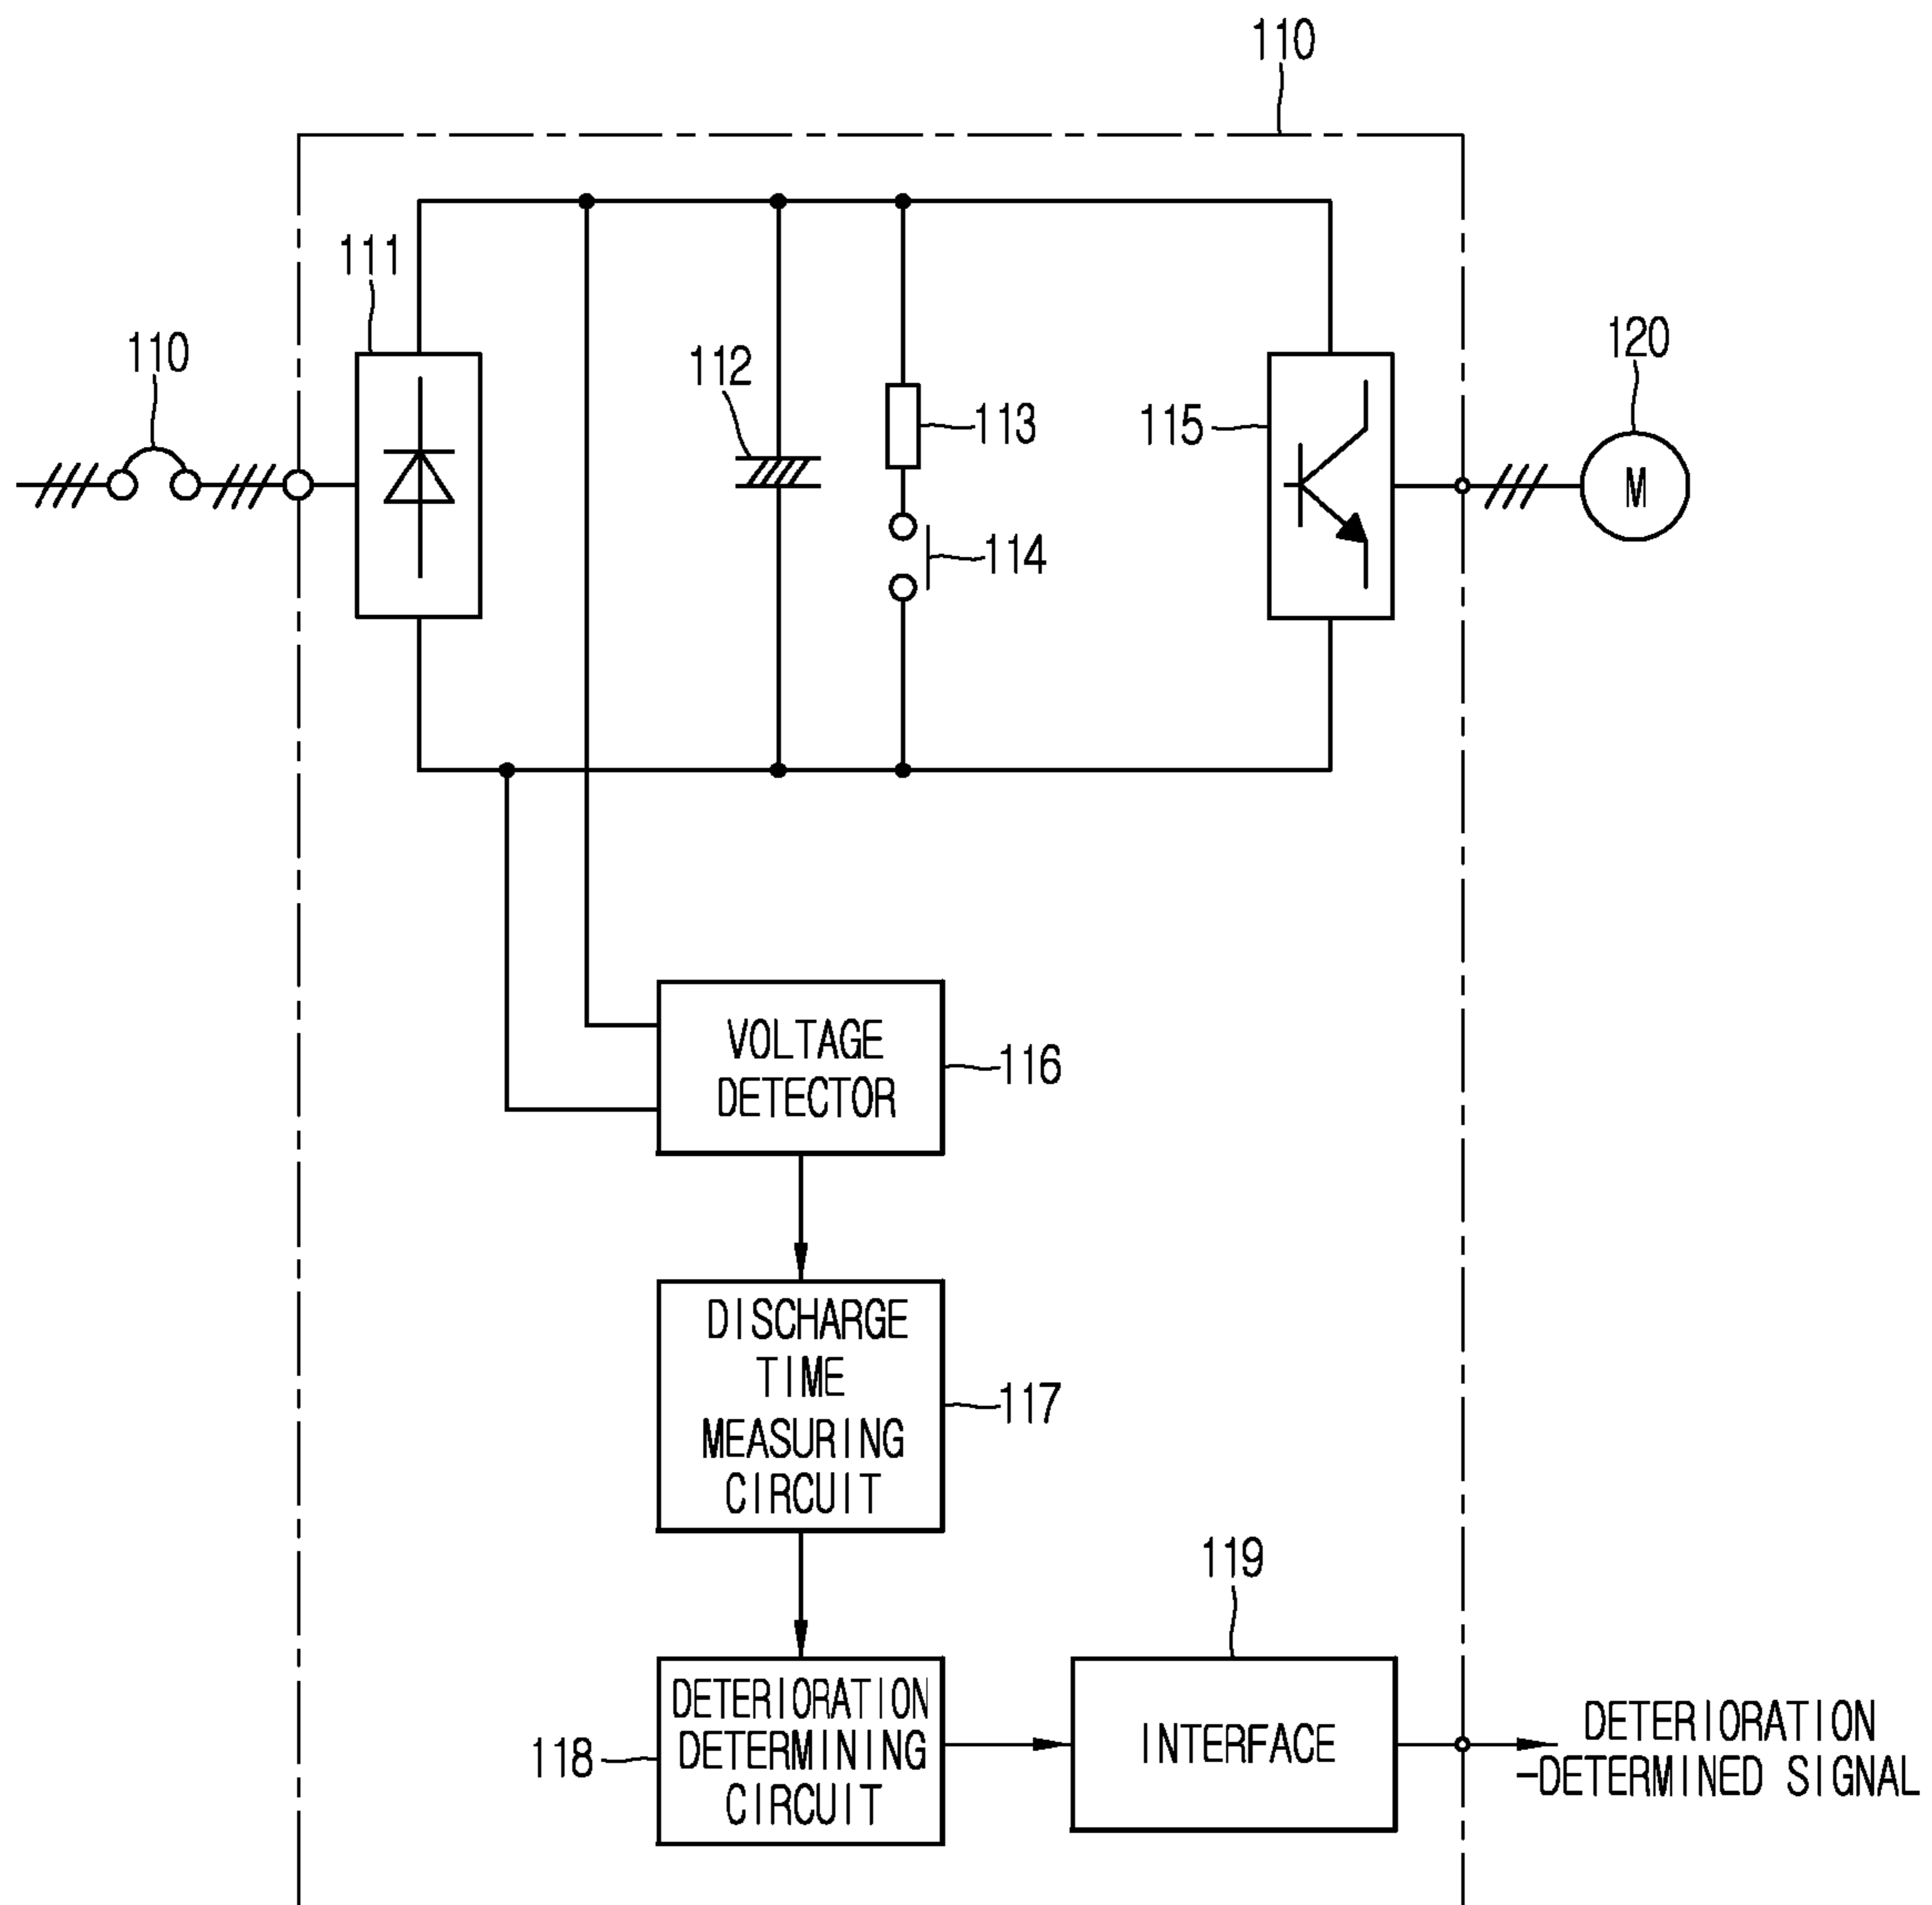 110
111
110
112
113
114
115
120
M
VOLTAGE
DETECTOR
116
DISCHARGE
TIME
MEASURING
CIRCUIT
117
119
DETERIORATION
DETERMINING
CIRCUIT
118
INTERFACE
DETERIORATION
-DETERMINED SIGNAL